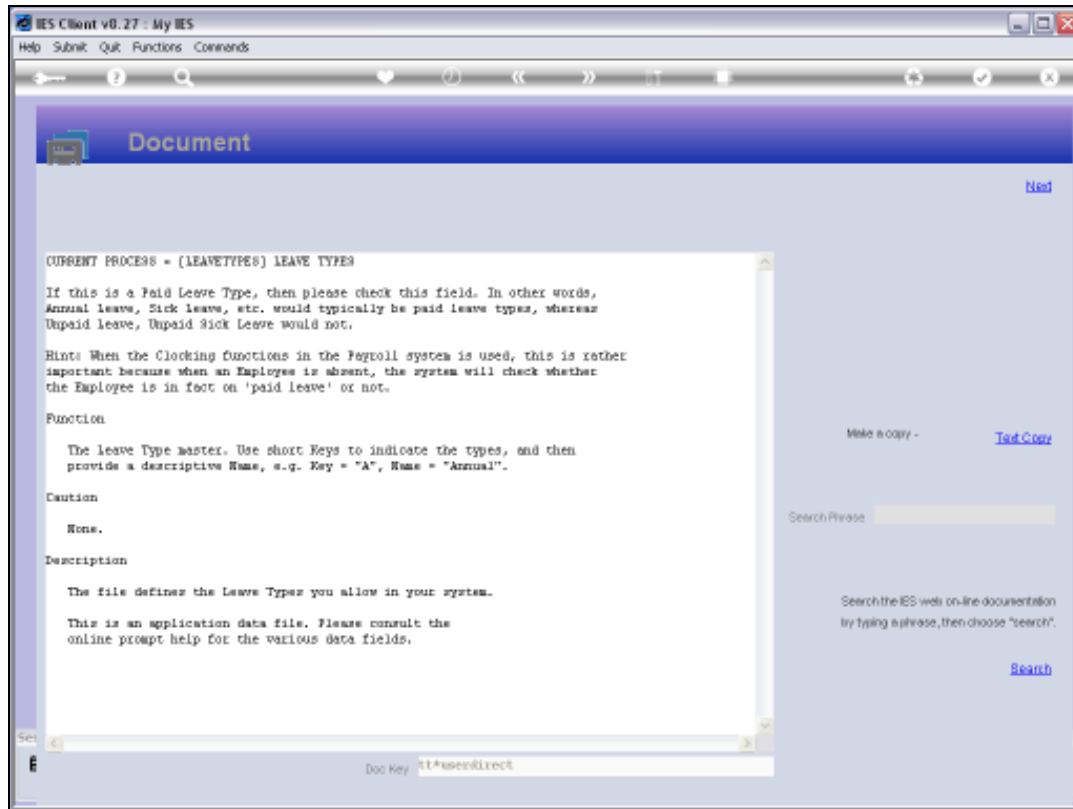 IES Client v8.27 : My IES
Help Submit Quit Functions Commands
Document
Next
CURRENT PROCESS = [LEAVETYPES] LEAVE TYPES
If this is a Paid Leave Type, then please check this field. In other words,
Annual leave, Sick leave, etc. would typically be paid leave types, whereas
Unpaid leave, Unpaid Sick Leave would not.
Hint: When the Clocking functions in the Payroll system is used, this is rather
important because when an Employee is absent, the system will check whether
the Employee is in fact on 'paid leave' or not.
Function
The leave Type master. Use short Keys to indicate the types, and then
provide a descriptive Name, e.g. Key = "A", Name = "Annual".
Caution
None.
Description
The file defines the Leave Types you allow in your system.
This is an application data file. Please consult the
online prompt help for the various data fields.
Make a copy -
Text Copy
Search Phrase
Search the IES web on-line documentation
by typing a phrase, then choose "search".
Search
Ses
Doc Key tt*userdirect